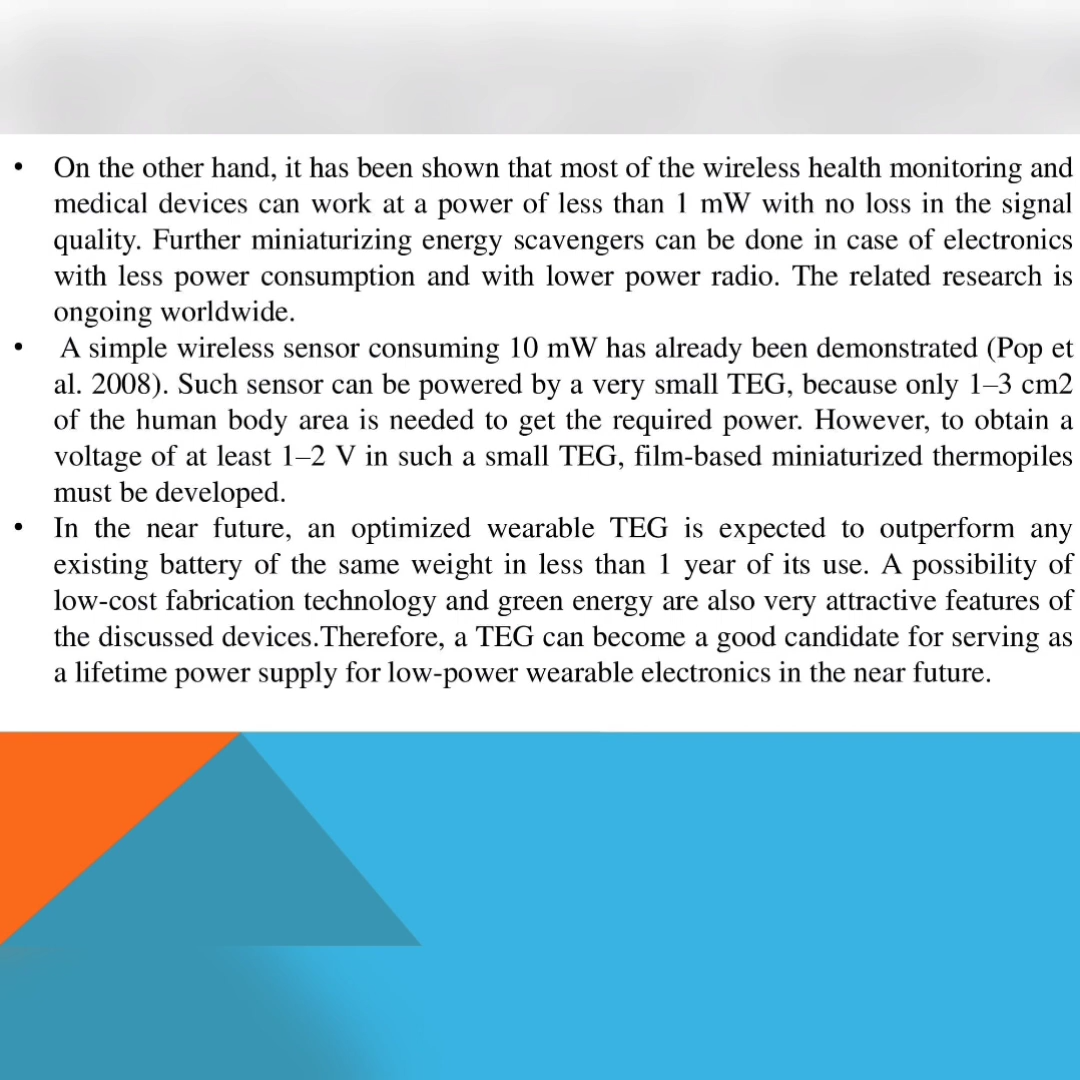 • On the other hand, it has been shown that most of the wireless health monitoring and
medical devices can work at a power of less than 1 mW with no loss in the signal
quality. Further miniaturizing energy scavengers can be done in case of electronics
with less power consumption and with lower power radio. The related research is
ongoing worldwide.
• A simple wireless sensor consuming 10 mW has already been demonstrated (Pop et
al. 2008). Such sensor can be powered by a very small TEG, because only 1–3 cm2
of the human body area is needed to get the required power. However, to obtain a
voltage of at least 1–2 V in such a small TEG, film-based miniaturized thermopiles
must be developed.
• In the near future, an optimized wearable TEG is expected to outperform any
existing battery of the same weight in less than 1 year of its use. A possibility of
low-cost fabrication technology and green energy are also very attractive features of
the discussed devices.Therefore, a TEG can become a good candidate for serving as
a lifetime power supply for low-power wearable electronics in the near future.